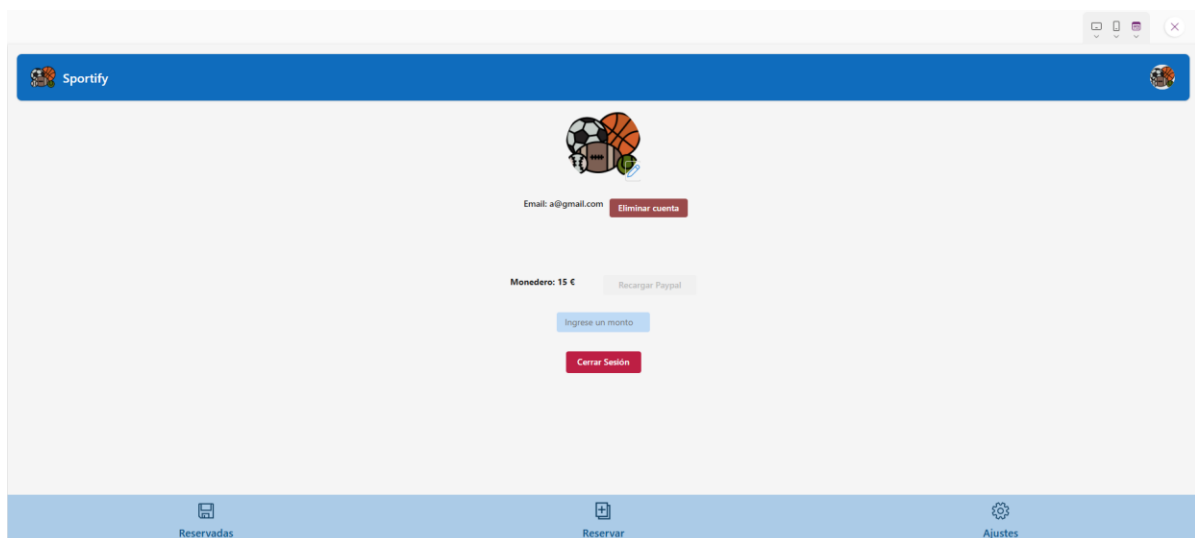 Sportify
Email: a@gmail.com Eliminar cuenta
Monedero: 15 € Recargar Paypal
Ingrese un monto
Cerrar Sesión
Reservadas Reservar Ajustes